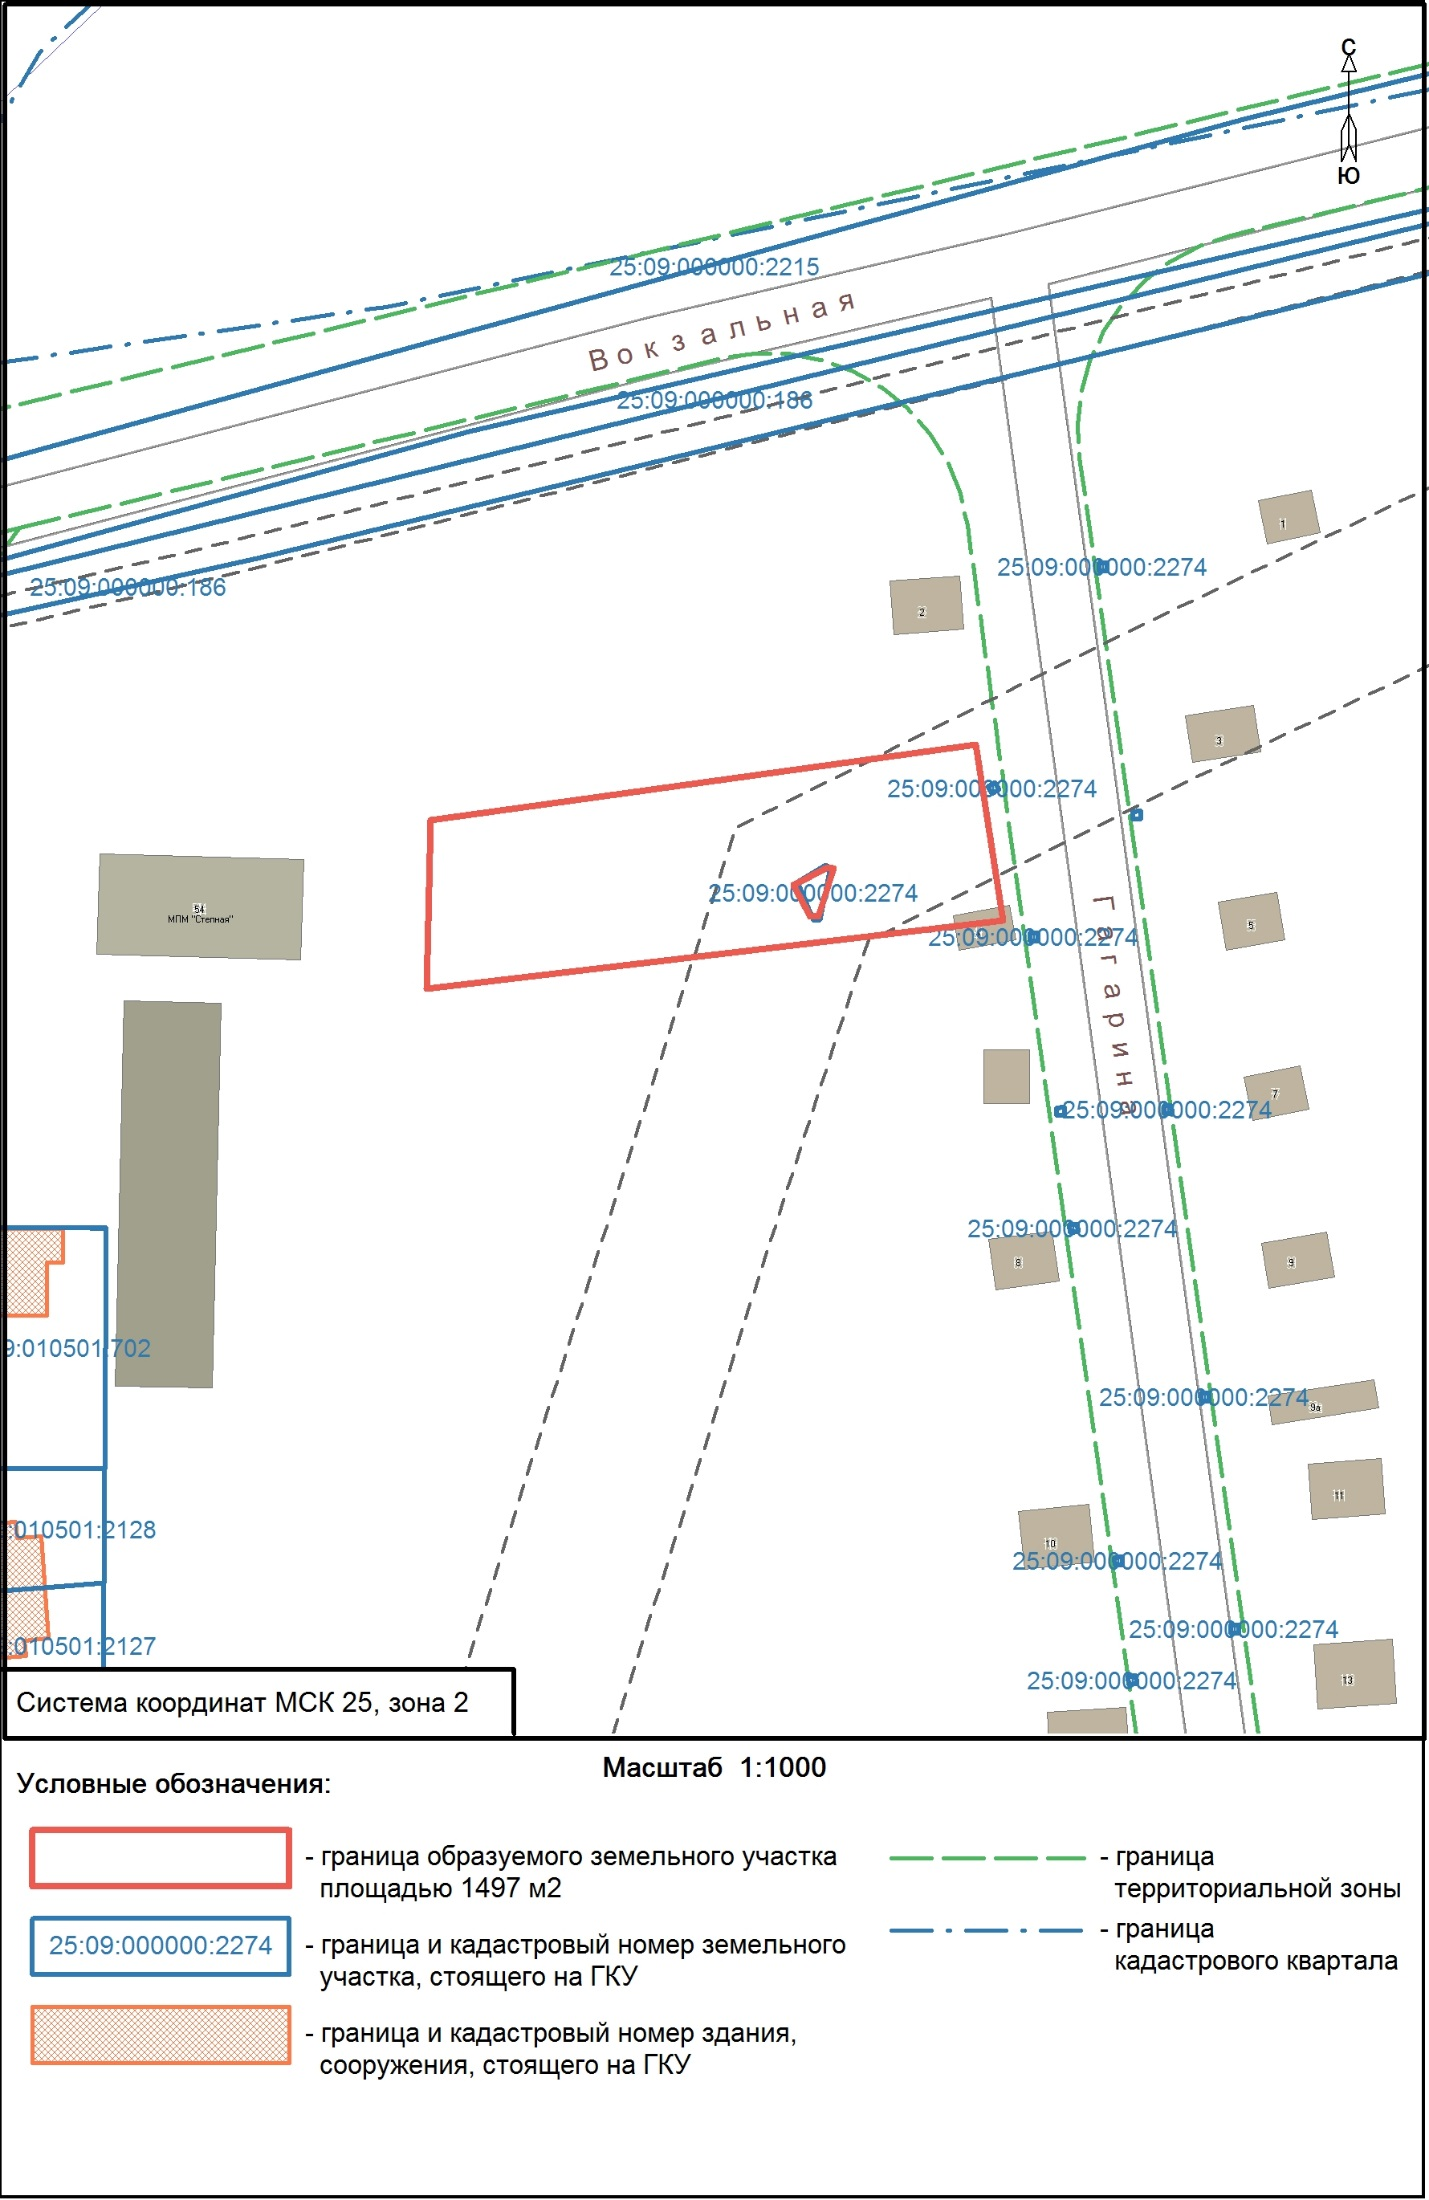 С
Ю
25:09:000000:2215
Вокзальная
25:09:000000:186
25:09:000000:186
1
25:09:000000:2274
2
3
25:09:000000:2274
25:09:000000:2274
54
МПМ "Степная"
5
25:09:000000:2274
Гагарина
7
25:09:000000:2274
25:09:000000:2274
8
9
9:010501:702
25:09:000000:2274
9а
11
:010501:2128
10
25:09:000000:2274
25:09:000000:2274
:010501:2127
25:09:000000:2274
13
Система координат МСК 25, зона 2
Масштаб 1:1000
Условные обозначения:
- граница образуемого земельного участка
площадью 1497 м2
25:09:000000:2274
- граница и кадастровый номер земельного
участка, стоящего на ГКУ
- граница и кадастровый номер здания,
сооружения, стоящего на ГКУ
- граница
территориальной зоны
- граница
кадастрового квартала